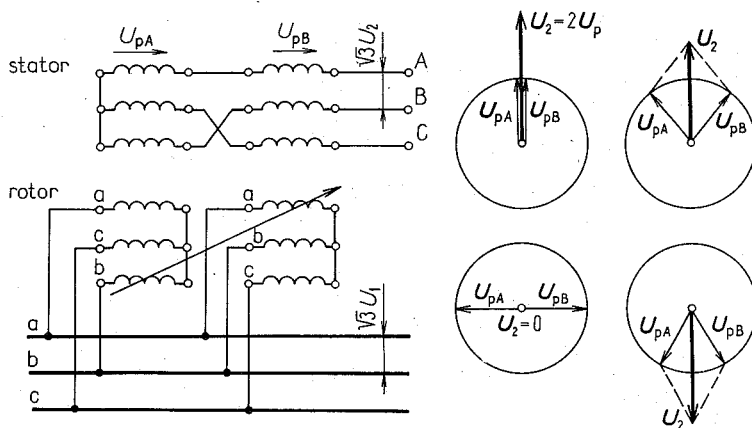 U_pA
U_pB
√3 U_2
stator
A
B
C
rotor
a
a
c
b
b
c
√3 U_1
a
b
c
U_2=2U_p
U_pA
U_pB
U_2
U_pA
U_pB
U_pA
U_pB
U_2=0
U_pA
U_pB
U_2